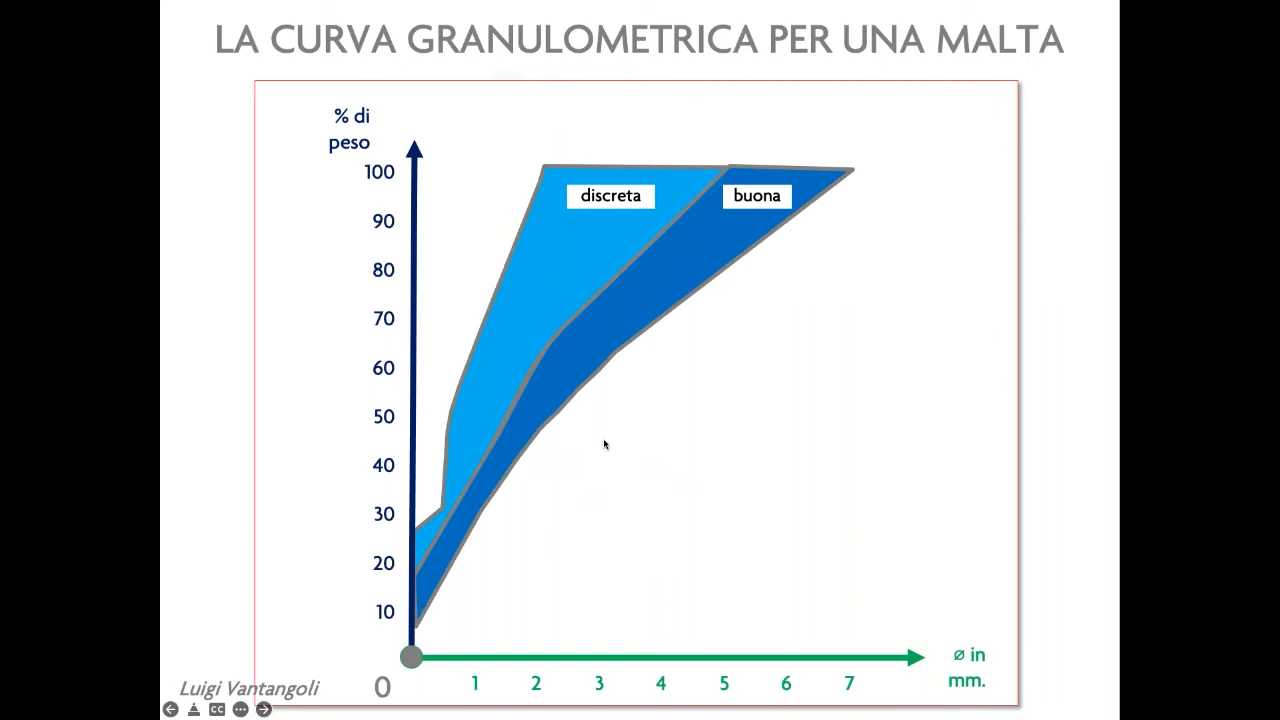 LA CURVA GRANULOMETRICA PER UNA MALTA
% di
peso
100
90
80
70
60
50
40
30
20
10
0
discreta
buona
1 2 3 4 5 6 7
⌀ in
mm.
Luigi Vantangoli
CC